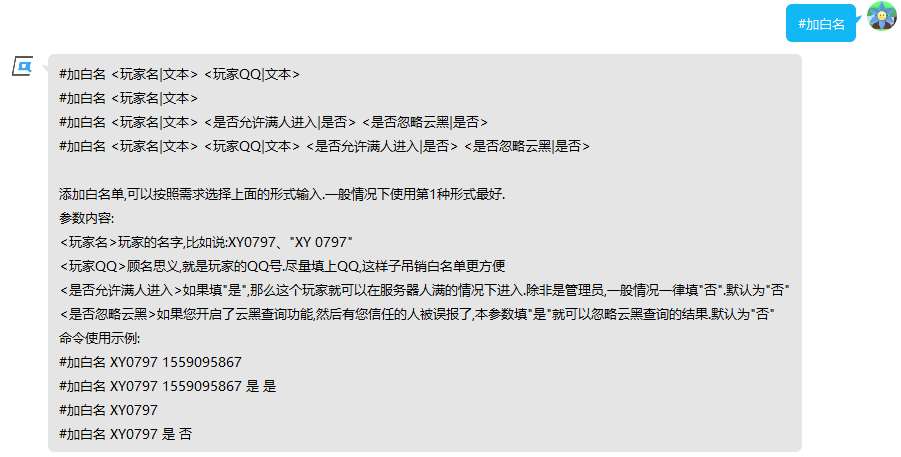 #加白名
#加白名 <玩家名|文本> <玩家QQ|文本>
#加白名 <玩家名|文本>
#加白名 <玩家名|文本> <是否允许满人进入|是否> <是否忽略云黑|是否>
#加白名 <玩家名|文本> <玩家QQ|文本> <是否允许满人进入|是否> <是否忽略云黑|是否>
添加白名单,可以按照需求选择上面的形式输入.一般情况下使用第1种形式最好.
参数内容:
<玩家名>玩家的名字,比如说:XY0797、"XY 0797"
<玩家QQ>顾名思义,就是玩家的QQ号.尽量填上QQ,这样子吊销白名单更方便
<是否允许满人进入>如果填"是",那么这个玩家就可以在服务器人满的情况下进入.除非是管理员,一般情况一律填"否".默认为"否"
<是否忽略云黑>如果您开启了云黑查询功能,然后有您信任的人被误报了,本参数填"是"就可以忽略云黑查询的结果.默认为"否"
命令使用示例:
#加白名 XY0797 1559095867
#加白名 XY0797 1559095867 是 是
#加白名 XY0797
#加白名 XY0797 是 否